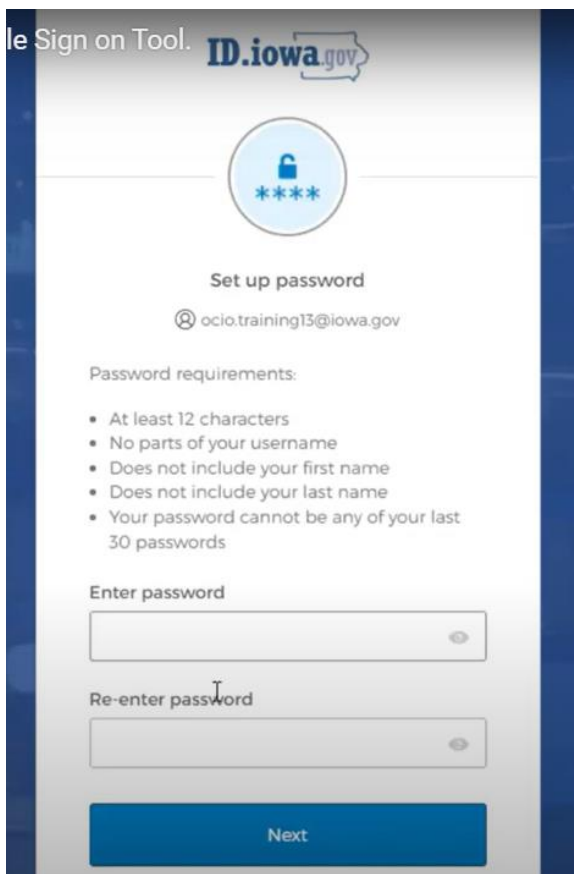 le Sign on Tool.
ID.iowa.gov
****
Set up password
ocio.training13@iowa.gov
Password requirements:
• At least 12 characters
• No parts of your username
• Does not include your first name
• Does not include your last name
• Your password cannot be any of your last
30 passwords
Enter password
Re-enter password
Next